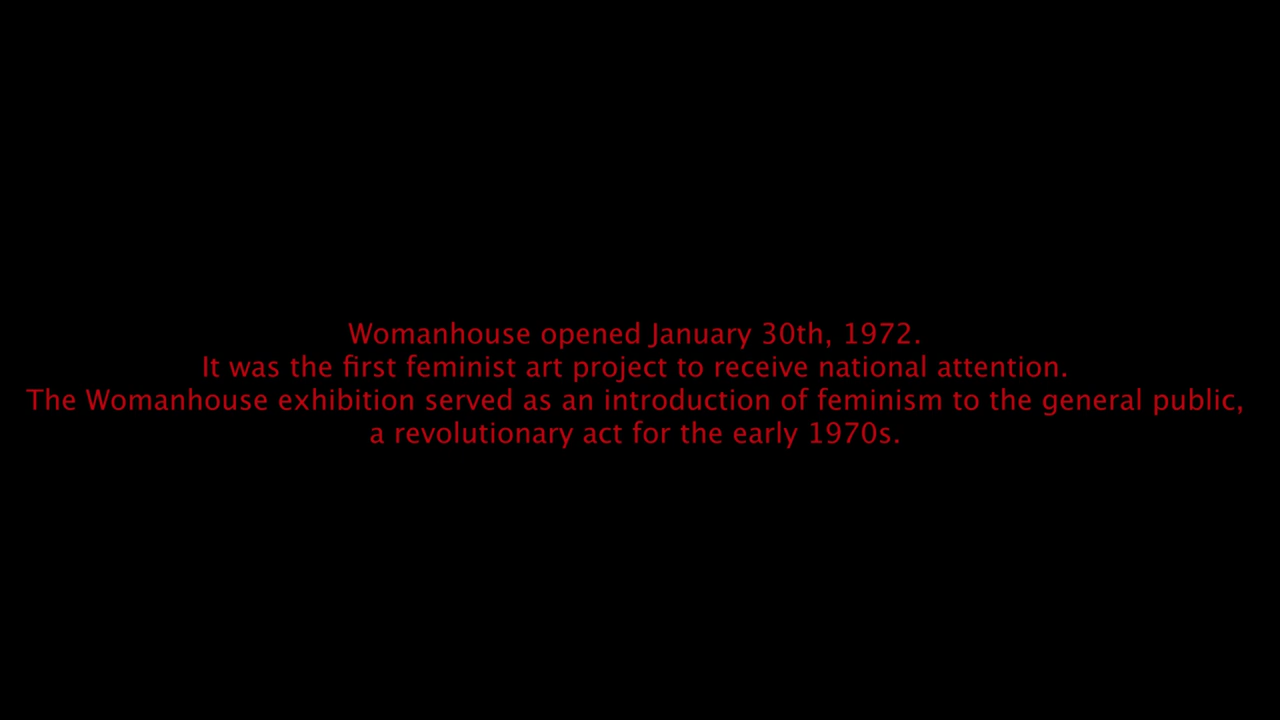 Womanhouse opened January 30th, 1972.
It was the first feminist art project to receive national attention.
The Womanhouse exhibition served as an introduction of feminism to the general public,
a revolutionary act for the early 1970s.